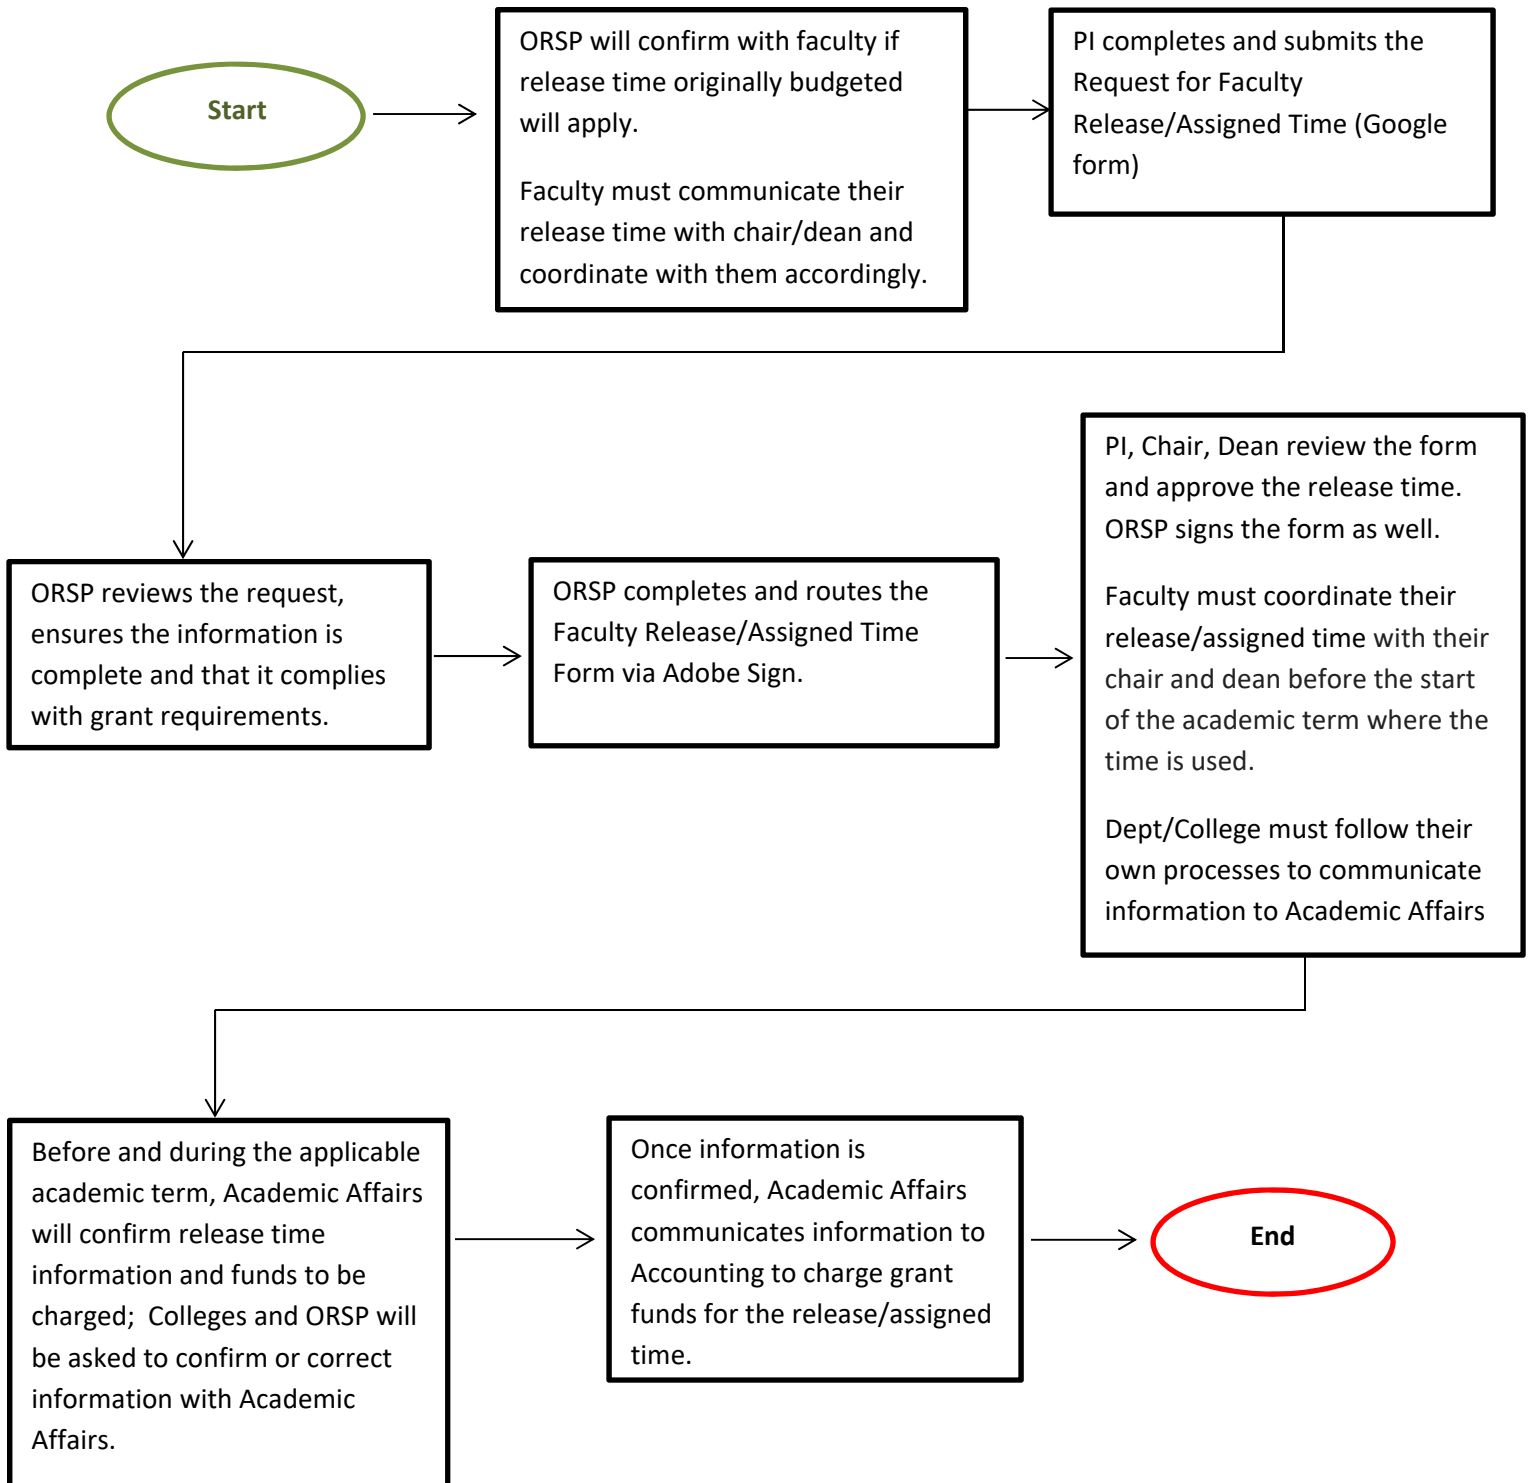 Start
ORSP will confirm with faculty if
release time originally budgeted
will apply.
Faculty must communicate their
release time with chair/dean and
coordinate with them accordingly.
PI completes and submits the
Request for Faculty
Release/Assigned Time (Google
form)
ORSP reviews the request,
ensures the information is
complete and that it complies
with grant requirements.
ORSP completes and routes the
Faculty Release/Assigned Time
Form via Adobe Sign.
PI, Chair, Dean review the form
and approve the release time.
ORSP signs the form as well.
Faculty must coordinate their
release/assigned time with their
chair and dean before the start
of the academic term where the
time is used.
Dept/College must follow their
own processes to communicate
information to Academic Affairs
Before and during the applicable
academic term, Academic Affairs
will confirm release time
information and funds to be
charged;  Colleges and ORSP will
be asked to confirm or correct
information with Academic
Affairs.
Once information is
confirmed, Academic Affairs
communicates information to
Accounting to charge grant
funds for the release/assigned
time.
End